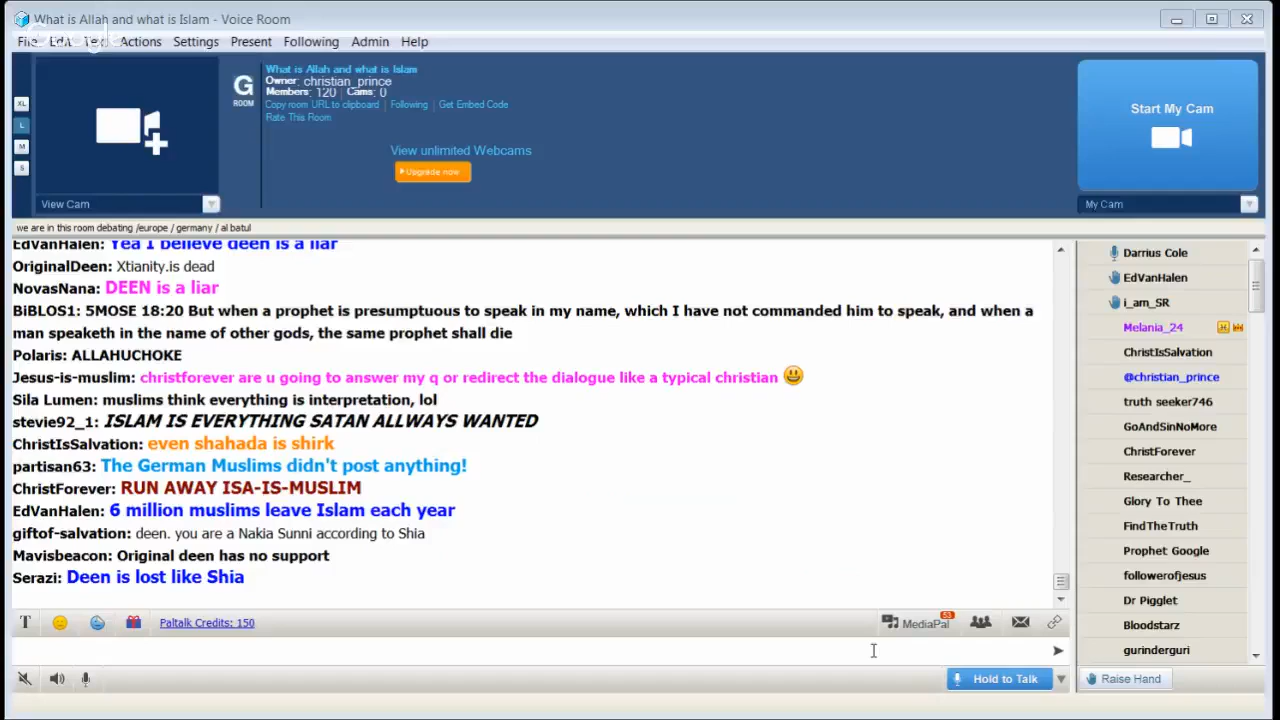 What is Allah and what is Islam - Voice Room
File Edit Text Actions Settings Present Following Admin Help
Google
XL
L
M
S
G
ROOM
What is Allah and what is Islam
Owner: christian_prince
Members: 120 Cams: 0
Copy room URL to clipboard | Following | Get Embed Code
Rate This Room
View unlimited Webcams
Upgrade now
Start My Cam
View Cam
My Cam
we are in this room debating /europe / germany / al batul
EdVanHalen: Yea I believe deen is a liar
OriginalDeen: Xtianity.is dead
NovasNana: DEEN is a liar
BiBLOS1: 5MOSE 18:20 But when a prophet is presumptuous to speak in my name, which I have not commanded him to speak, and when a
man speaketh in the name of other gods, the same prophet shall die
Polaris: ALLAHUCHOKE
Jesus-is-muslim: christforever are u going to answer my q or redirect the dialogue like a typical christian
Sila Lumen: muslims think everything is interpretation, lol
stevie92_1: ISLAM IS EVERYTHING SATAN ALLWAYS WANTED
ChristIsSalvation: even shahada is shirk
partisan63: The German Muslims didn't post anything!
ChristForever: RUN AWAY ISA-IS-MUSLIM
EdVanHalen: 6 million muslims leave Islam each year
giftof-salvation: deen. you are a Nakia Sunni according to Shia
Mavisbeacon: Original deen has no support
Serazi: Deen is lost like Shia
Darrius Cole
EdVanHalen
i_am_SR
Melania_24
ChristIsSalvation
@christian_prince
truth seeker746
GoAndSinNoMore
ChristForever
Researcher_
Glory To Thee
FindTheTruth
Prophet Google
followerofjesus
Dr Pigglet
Bloodstarz
gurinderguri
T
Paltalk Credits: 150
MediaPal
53
Hold to Talk
Raise Hand